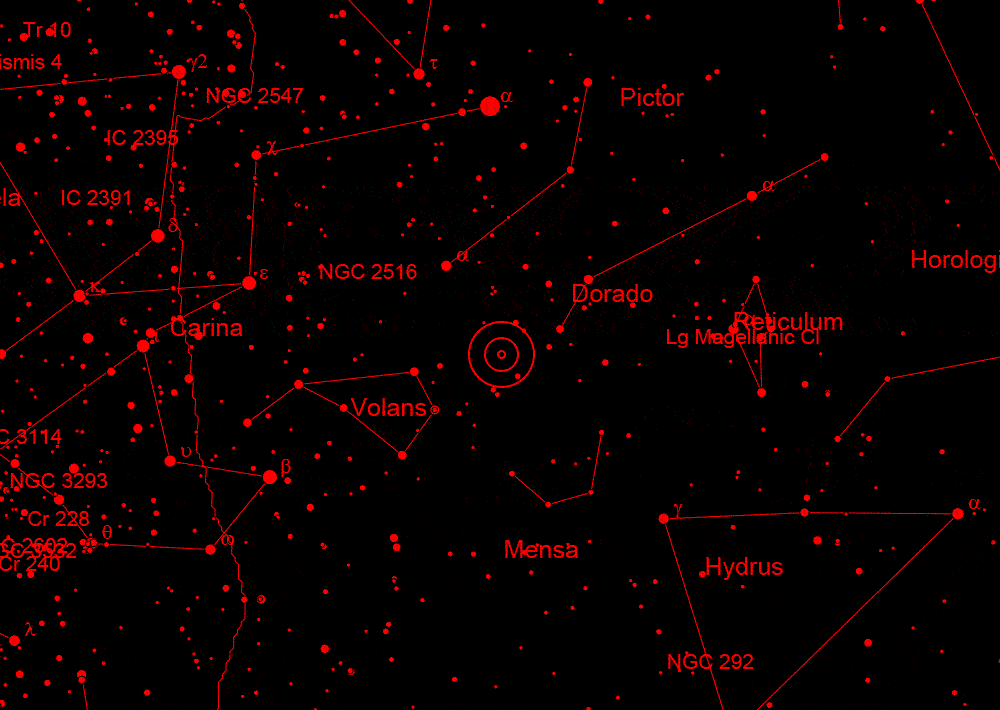 Tr 10
ismis 4
γ2
τ
NGC 2547
α
Pictor
IC 2395
χ
α
ela
IC 2391
δ
α
Horologi
κ
ε
NGC 2516
Dorado
Carina
ι
Reticulum
Lg Magellanic Cl
Volans
C 3114
υ
β
NGC 3293
Cr 228
θ
ω
γ
α
Mensa
Cr 240
Hydrus
λ
NGC 292